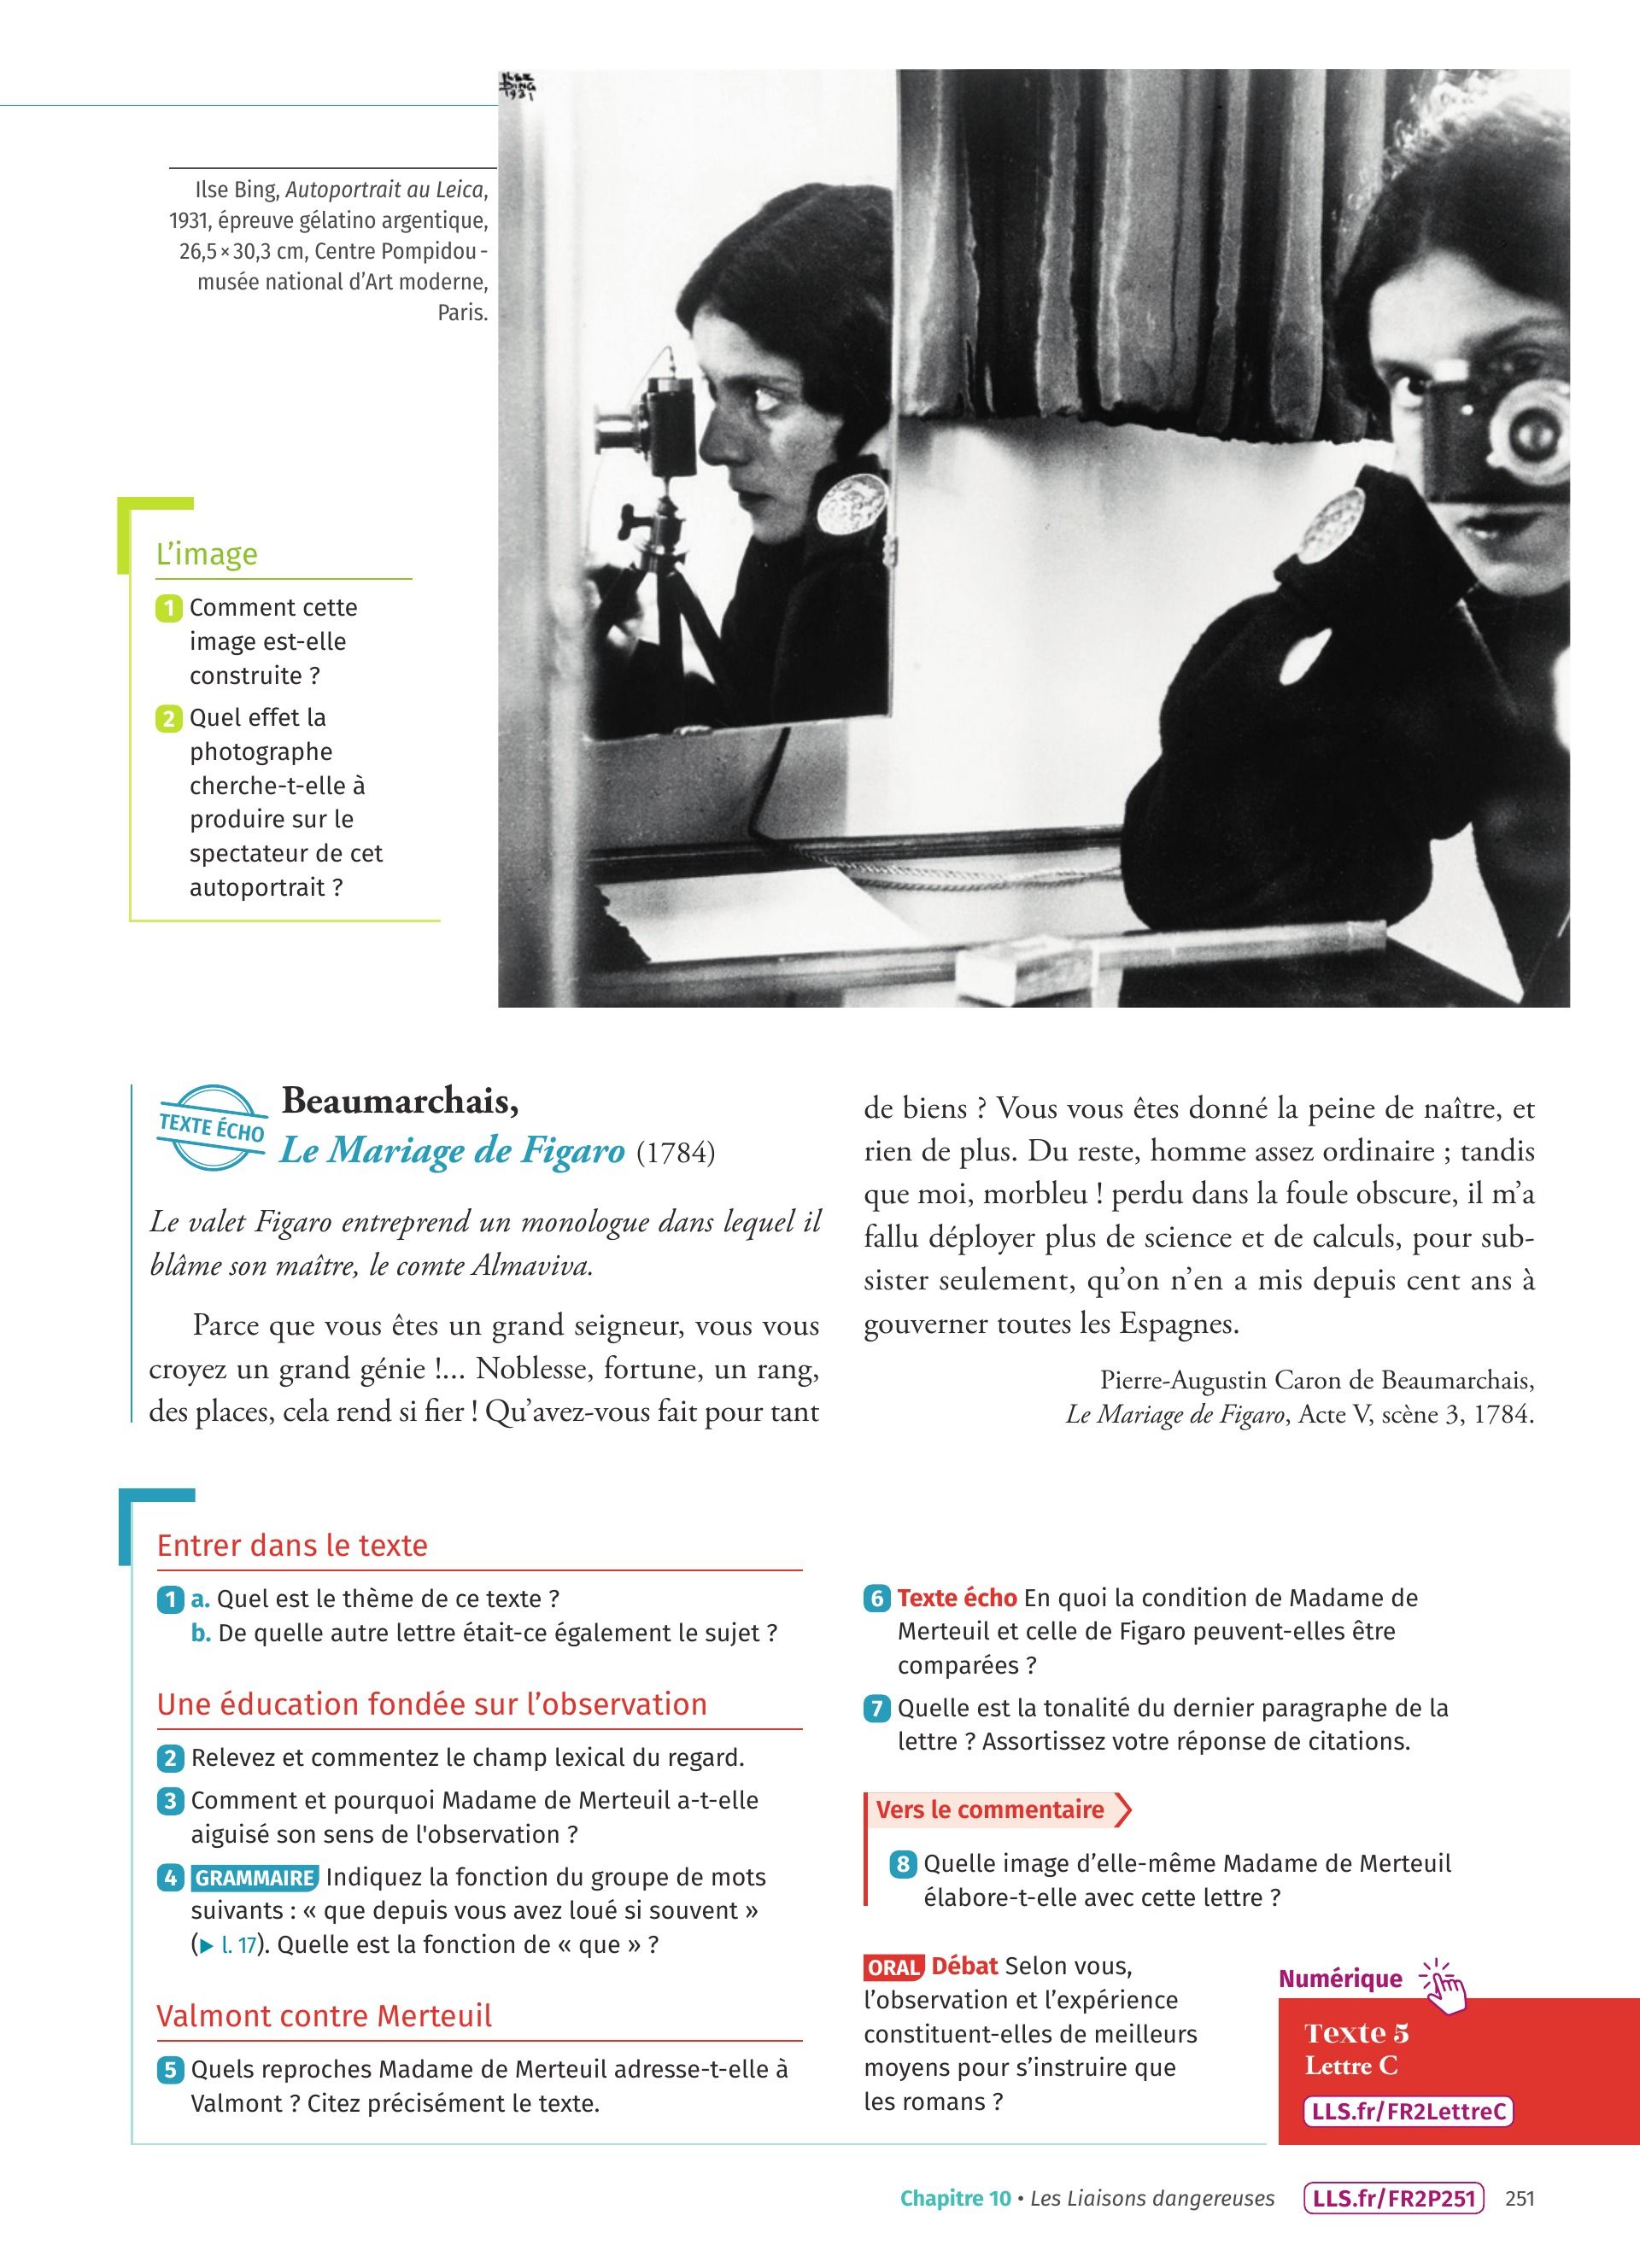 ILSE
BING
1931
Ilse Bing, Autoportrait au Leica,
1931, épreuve gélatino argentique,
26,5 × 30,3 cm, Centre Pompidou -
musée national d’Art moderne,
Paris.
L’image
1 Comment cette
image est-elle
construite ?
2 Quel effet la
photographe
cherche-t-elle à
produire sur le
spectateur de cet
autoportrait ?
TEXTE ÉCHO
Beaumarchais,
Le Mariage de Figaro (1784)
Le valet Figaro entreprend un monologue dans lequel il
blâme son maître, le comte Almaviva.
Parce que vous êtes un grand seigneur, vous vous
croyez un grand génie !... Noblesse, fortune, un rang,
des places, cela rend si fier ! Qu’avez-vous fait pour tant
de biens ? Vous vous êtes donné la peine de naître, et
rien de plus. Du reste, homme assez ordinaire ; tandis
que moi, morbleu ! perdu dans la foule obscure, il m’a
fallu déployer plus de science et de calculs, pour sub-
sister seulement, qu’on n’en a mis depuis cent ans à
gouverner toutes les Espagnes.
Pierre-Augustin Caron de Beaumarchais,
Le Mariage de Figaro, Acte V, scène 3, 1784.
Entrer dans le texte
1 a. Quel est le thème de ce texte ?
b. De quelle autre lettre était-ce également le sujet ?
Une éducation fondée sur l’observation
2 Relevez et commentez le champ lexical du regard.
3 Comment et pourquoi Madame de Merteuil a-t-elle
aiguisé son sens de l'observation ?
4 GRAMMAIRE Indiquez la fonction du groupe de mots
suivants : « que depuis vous avez loué si souvent »
(▶ l. 17). Quelle est la fonction de « que » ?
Valmont contre Merteuil
5 Quels reproches Madame de Merteuil adresse-t-elle à
Valmont ? Citez précisément le texte.
6 Texte écho En quoi la condition de Madame de
Merteuil et celle de Figaro peuvent-elles être
comparées ?
7 Quelle est la tonalité du dernier paragraphe de la
lettre ? Assortissez votre réponse de citations.
Vers le commentaire
8 Quelle image d’elle-même Madame de Merteuil
élabore-t-elle avec cette lettre ?
ORAL Débat Selon vous,
l’observation et l’expérience
constituent-elles de meilleurs
moyens pour s’instruire que
les romans ?
Numérique
Texte 5
Lettre C
LLS.fr/FR2LettreC
Chapitre 10 • Les Liaisons dangereuses LLS.fr/FR2P251 251